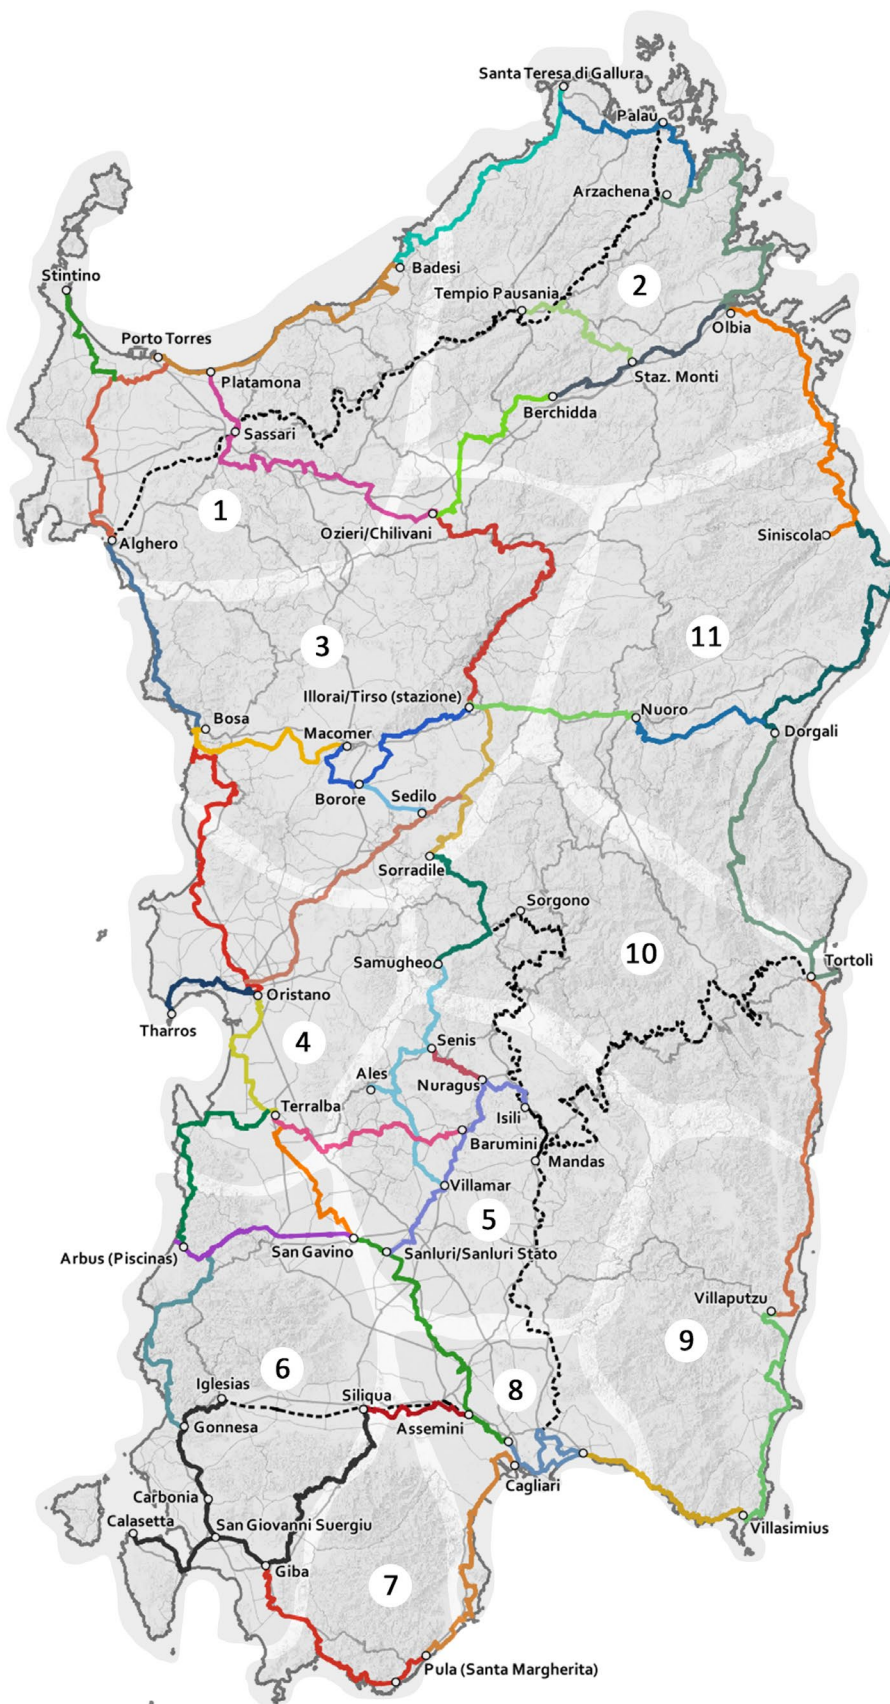 Santa Teresa di Gallura
Palau
Arzachena
Stintino
Badesi
2
Tempio Pausania
Porto Torres
Olbia
Platamona
Staz. Monti
Berchidda
Sassari
1
Ozieri/Chilivani
Alghero
Siniscola
11
3
Illorai/Tirso (stazione)
Bosa
Nuoro
Macomer
Dorgali
Borore
Sedilo
Sorradile
Sorgono
10
Samugheo
Tortolì
Oristano
Tharros
4
Senis
Ales
Nuragus
Terralba
Isili
Barumini
Mandas
Villamar
5
San Gavino
Sanluri/Sanluri Stato
Arbus (Piscinas)
Villaputzu
9
6
Iglesias
Siliqua
8
Gonnesa
Assemini
Cagliari
Carbonia
Calasetta
San Giovanni Suergiu
Villasimius
Giba
7
Pula (Santa Margherita)